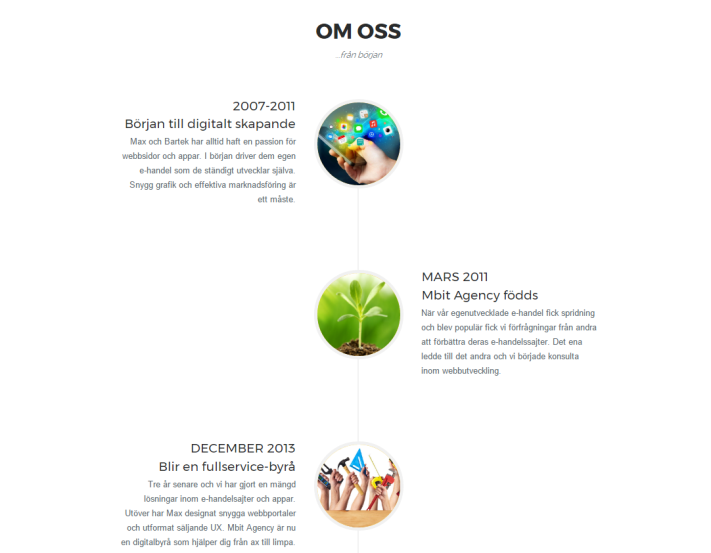 OM OSS
...från början
2007-2011
Början till digitalt skapande
Max och Bartek har alltid haft en passion för
webbsidor och appar. I början driver dem egen
e-handel som de ständigt utvecklar själva.
Snygg grafik och effektiva marknadsföring är
ett måste.
MARS 2011
Mbit Agency födds
När vår egenutvecklade e-handel fick spridning
och blev populär fick vi förfrågningar från andra
att förbättra deras e-handelssajter. Det ena
ledde till det andra och vi började konsulta
inom webbutveckling.
DECEMBER 2013
Blir en fullservice-byrå
Tre år senare och vi har gjort en mängd
lösningar inom e-handelsajter och appar.
Utöver har Max designat snygga webbportaler
och utformat säljande UX. Mbit Agency är nu
en digitalbyrå som hjälper dig från ax till limpa.